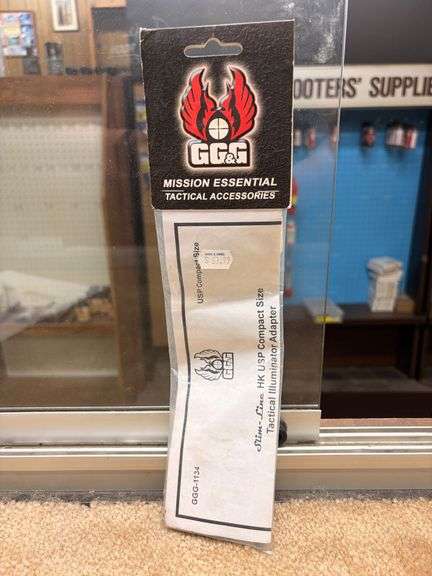 GG&G
MISSION ESSENTIAL
TACTICAL ACCESSORIES
OOTERS' SUPPLIE
USP Compact Size
GG&G
Slim-Line HK USP Compact Size
Tactical Illuminator Adapter
GGG-1134